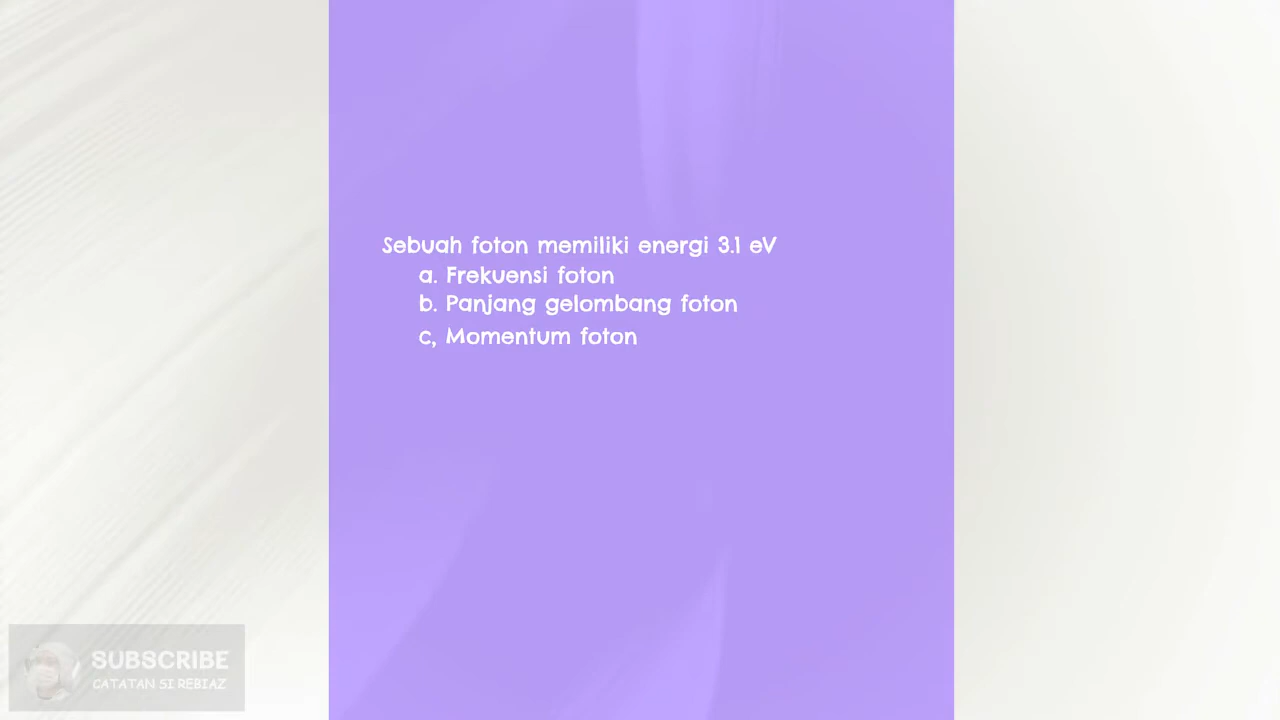 Sebuah foton memiliki energi 3.1 eV
a. Frekuensi foton
b. Panjang gelombang foton
c, Momentum foton
SUBSCRIBE
CATATAN SI REBIAZ